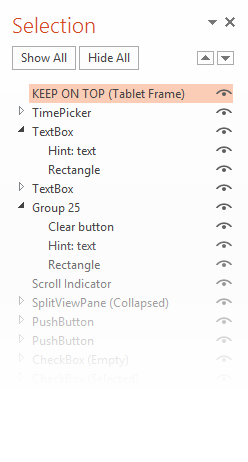 Selection
Show All Hide All
KEEP ON TOP (Tablet Frame)
TimePicker
TextBox
Hint: text
Rectangle
TextBox
Group 25
Clear button
Hint: text
Rectangle
Scroll Indicator
SplitViewPane (Collapsed)
PushButton
PushButton
CheckBox (Empty)
CheckBox (Selected)